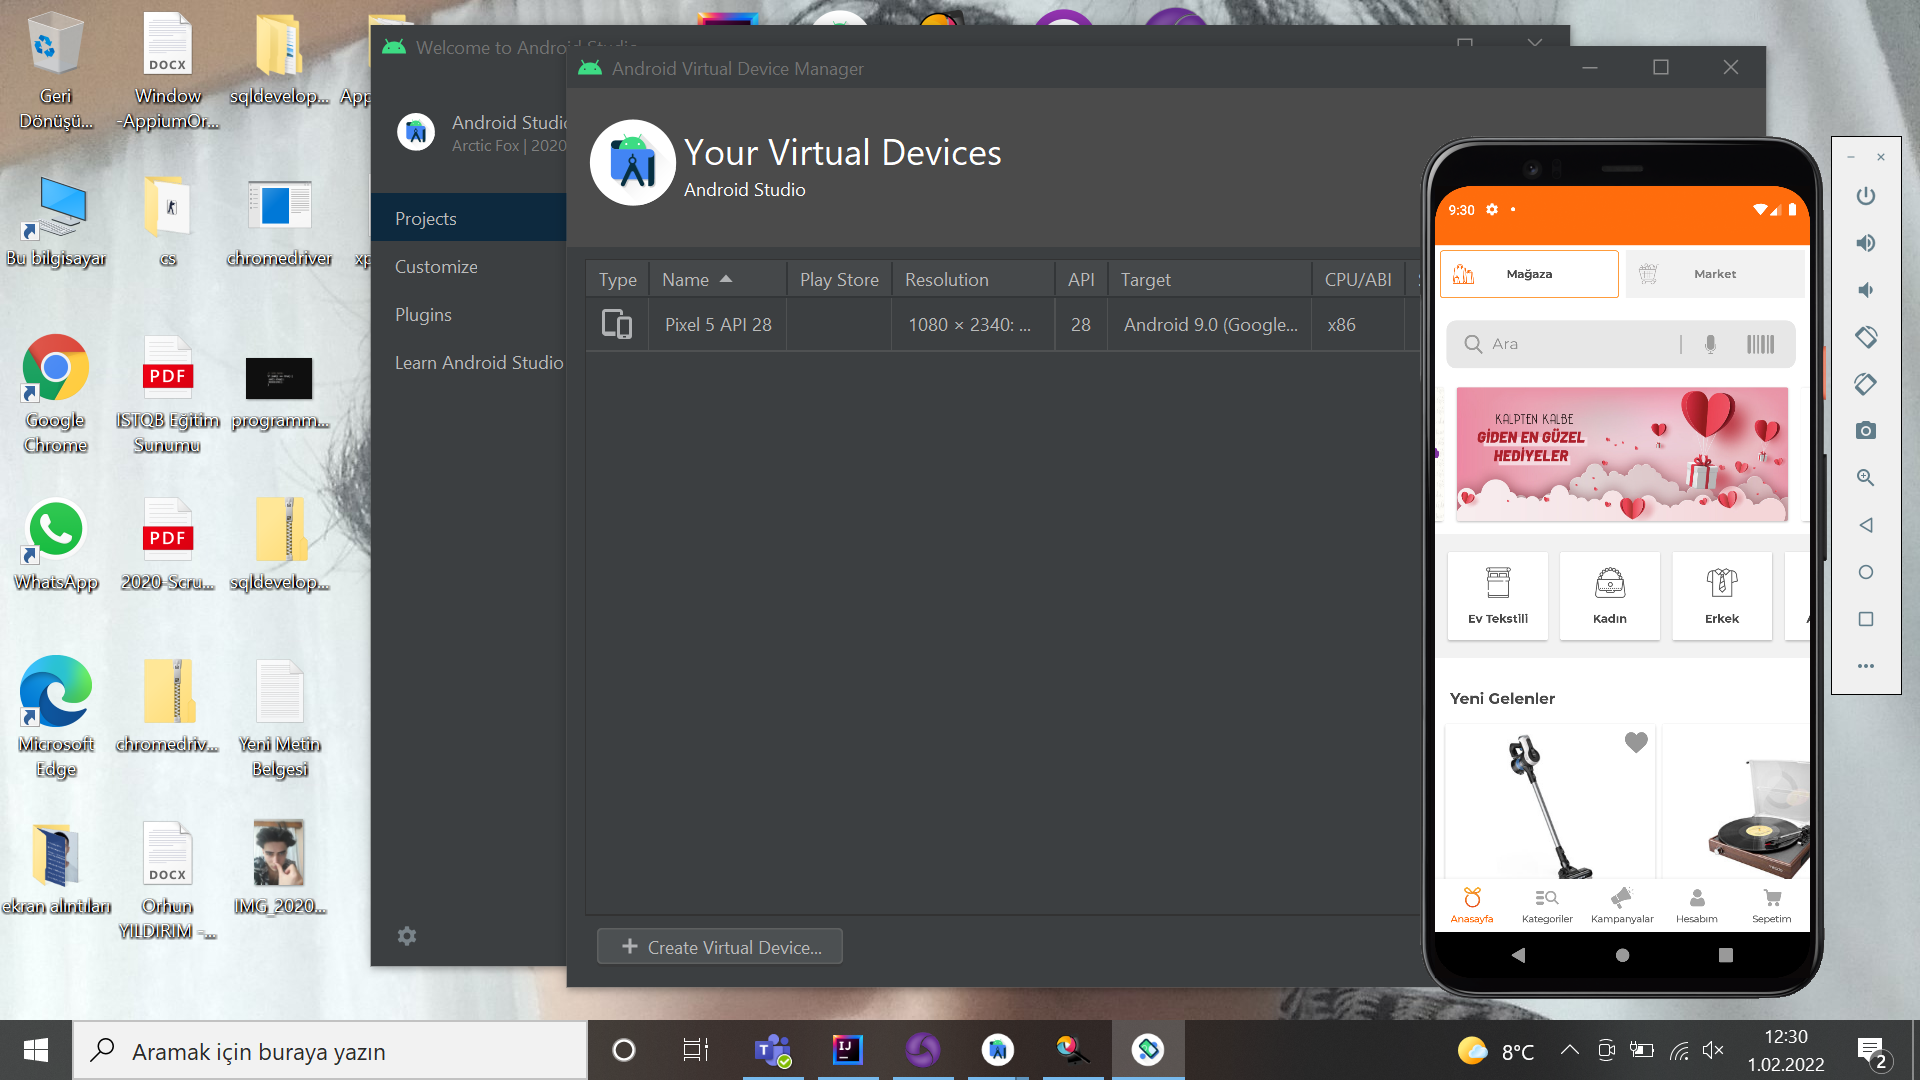 Geri
Dönüşü...
DOCX
Window
-AppiumOr...
sqldevelop...
App
Bu bilgisayar
cs
chromedriver
xp
Google
Chrome
PDF
ISTQB Eğitim
Sunumu
programm...
WhatsApp
PDF
2020-Scru...
sqldevelop...
Microsoft
Edge
chromedriv...
Yeni Metin
Belgesi
ekran alıntıları
DOCX
Orhun
YILDIRIM -...
IMG_2020...
Welcome to Android Studio
Android Studio
Arctic Fox | 2020
Projects
Customize
Plugins
Learn Android Studio
Android Virtual Device Manager
Your Virtual Devices
Android Studio
Type Name Play Store Resolution API Target CPU/ABI
Pixel 5 API 28 1080 × 2340: ... 28 Android 9.0 (Google... x86
+ Create Virtual Device...
9:30
Mağaza Market
Ara
KALPTEN KALBE
GİDEN EN GÜZEL
HEDİYELER
Ev Tekstili Kadın Erkek
Yeni Gelenler
Anasayfa Kategoriler Kampanyalar Hesabım Sepetim
Aramak için buraya yazın
IJ
8°C
12:30
1.02.2022
2